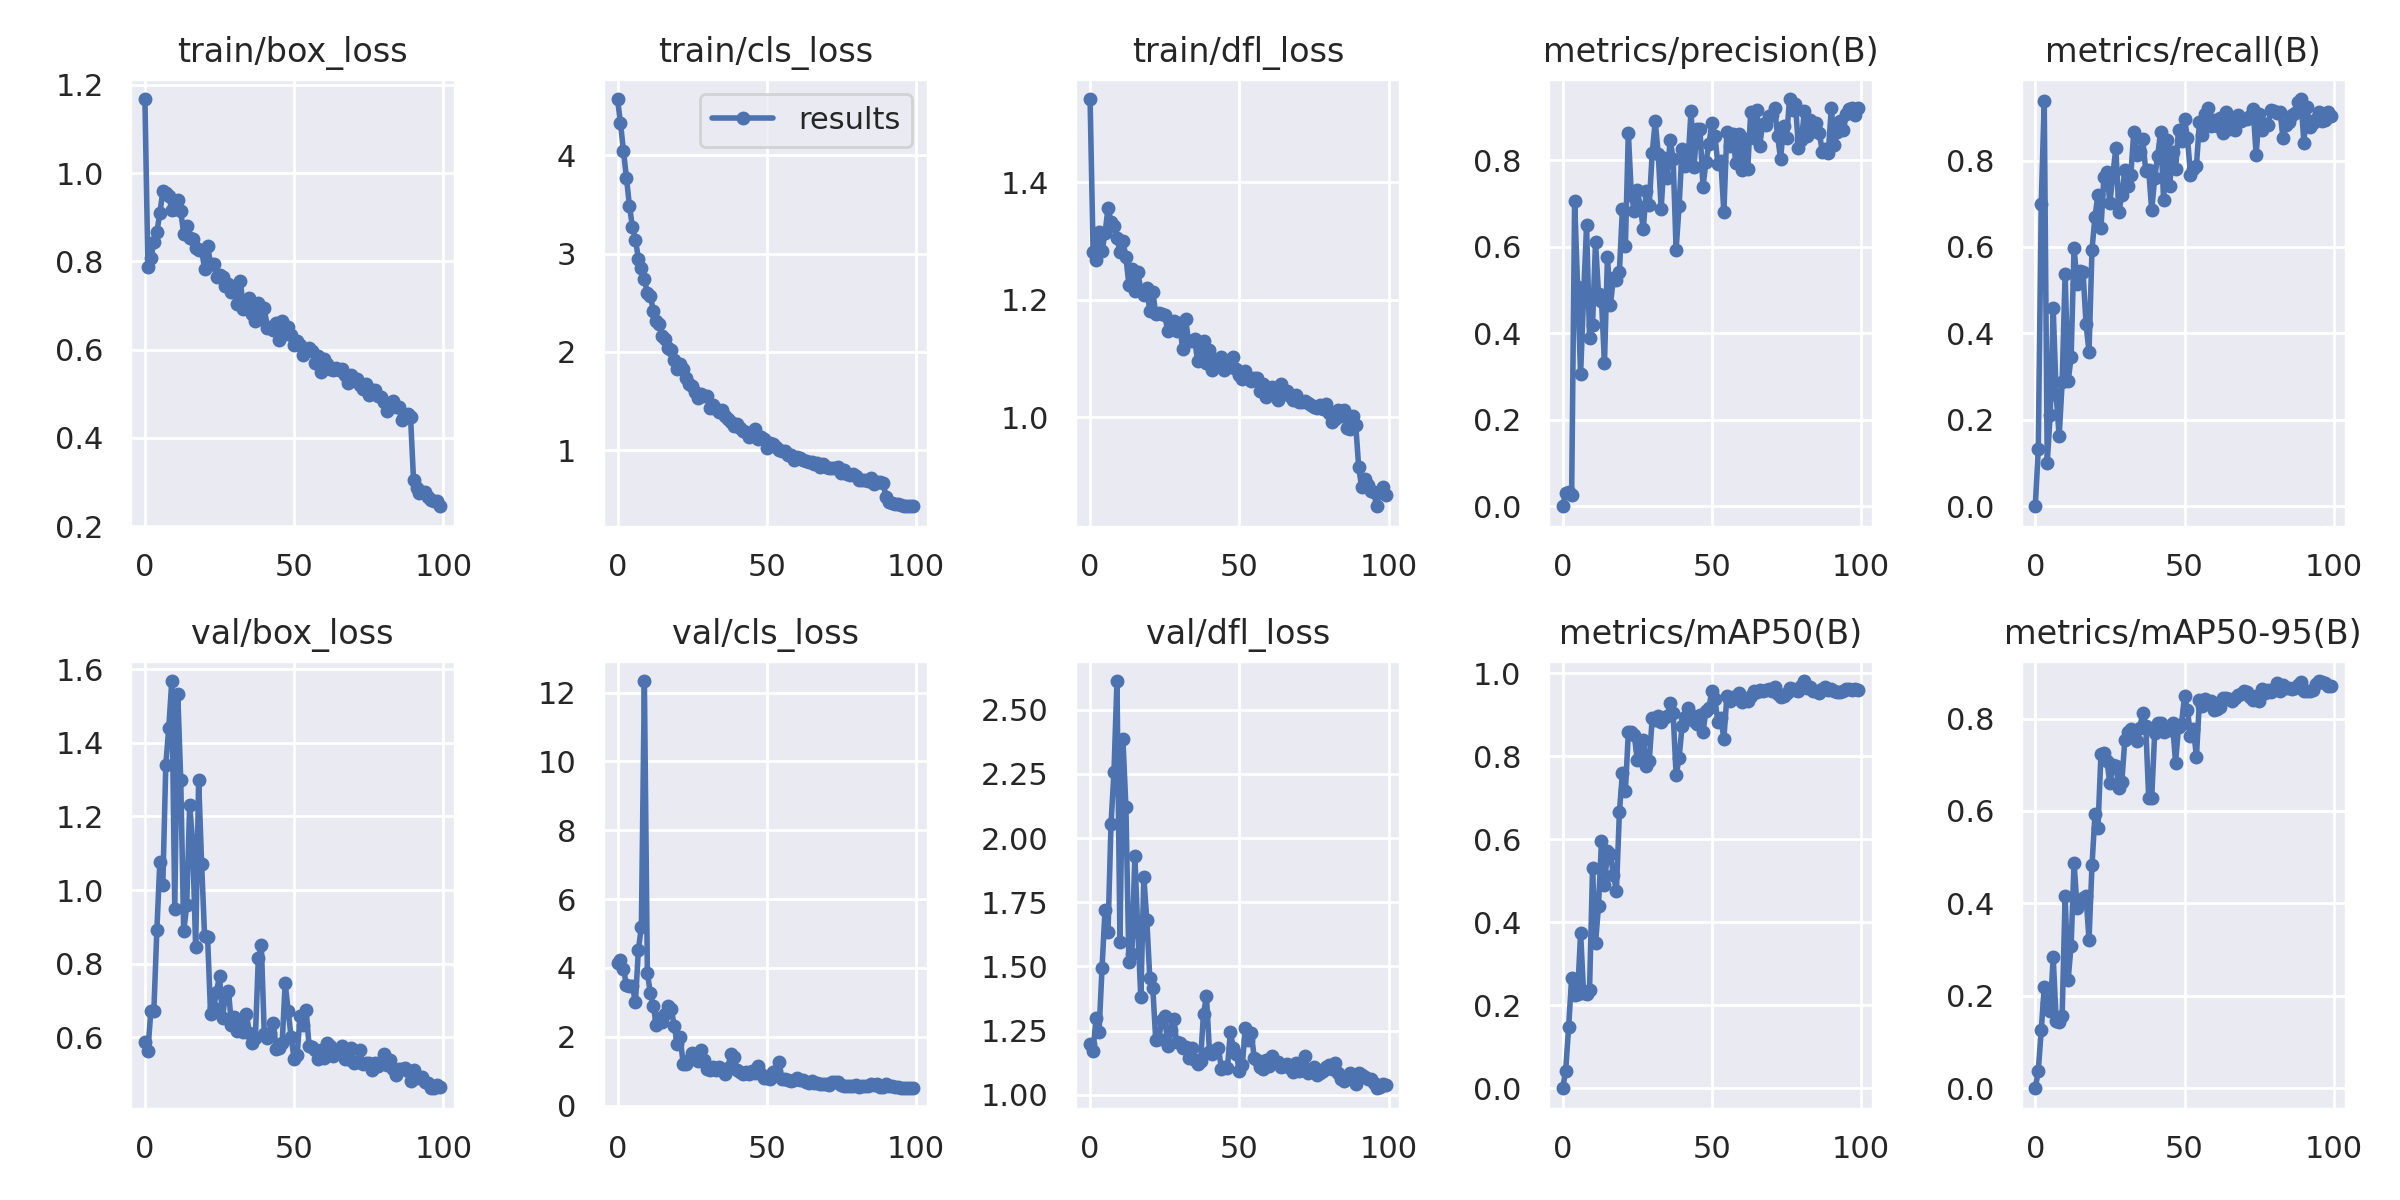 train/box_loss
1.2
1.0
0.8
0.6
0.4
0.2
0 50 100
train/cls_loss
results
4
3
2
1
0 50 100
train/dfl_loss
1.4
1.2
1.0
0 50 100
metrics/precision(B)
0.8
0.6
0.4
0.2
0.0
0 50 100
metrics/recall(B)
0.8
0.6
0.4
0.2
0.0
0 50 100
val/box_loss
1.6
1.4
1.2
1.0
0.8
0.6
0 50 100
val/cls_loss
12
10
8
6
4
2
0
0 50 100
val/dfl_loss
2.50
2.25
2.00
1.75
1.50
1.25
1.00
0 50 100
metrics/mAP50(B)
1.0
0.8
0.6
0.4
0.2
0.0
0 50 100
metrics/mAP50-95(B)
0.8
0.6
0.4
0.2
0.0
0 50 100